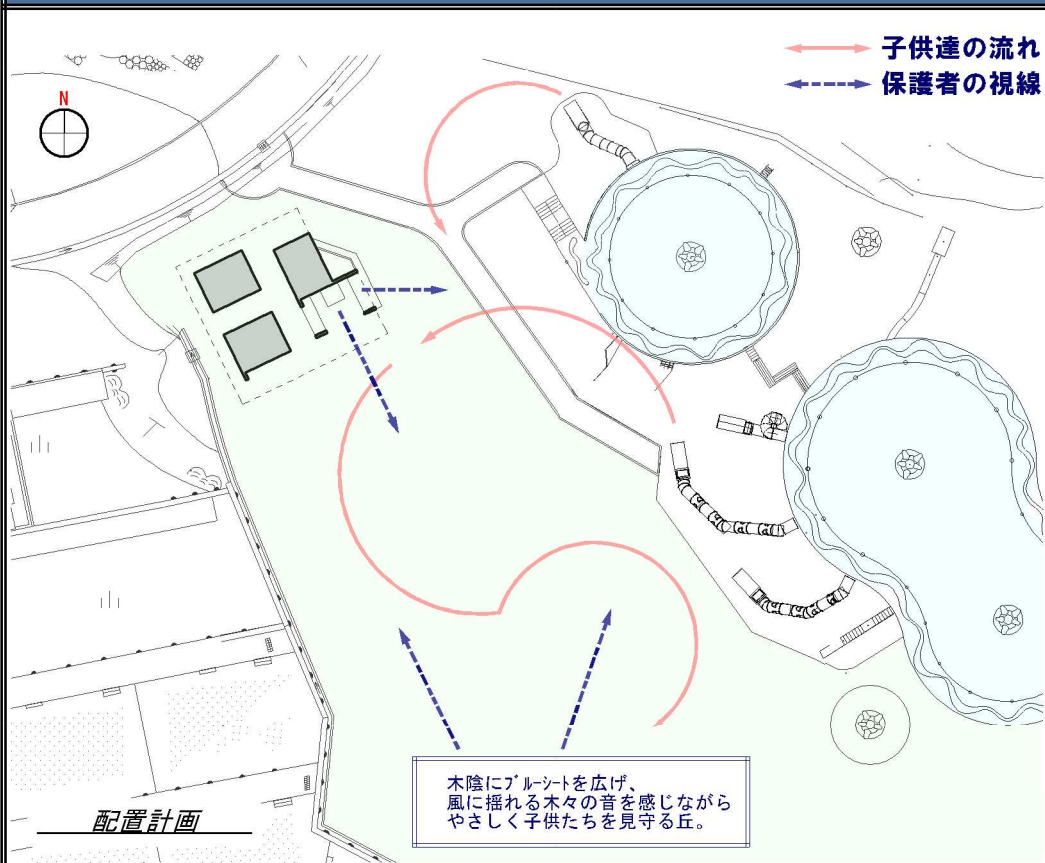 子供達の流れ
保護者の視線
N
木陰にﾌﾞﾙｰｼｰﾄを広げ、
風に揺れる木々の音を感じながら
やさしく子供たちを見守る丘。
配置計画